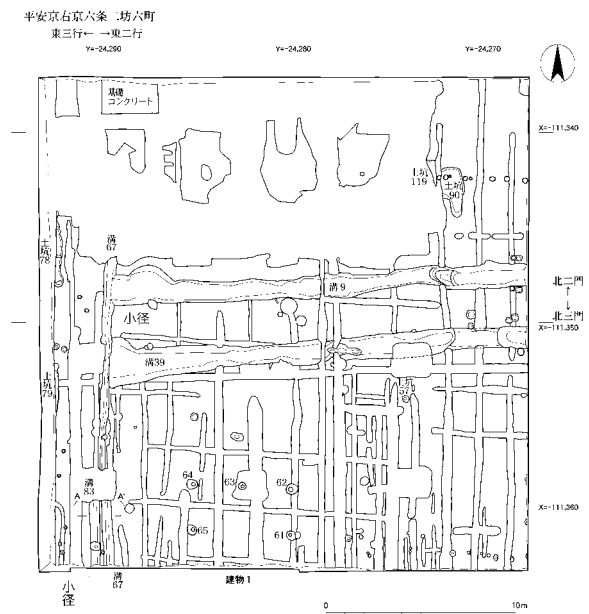 平安京右京六条二坊六町
東三行← →東二行
Y=-24,290
Y=-24,280
Y=-24,270
基礎
コンクリート
X=-111,340
土坑
119
土坑
90
土坑
78
溝
67
溝9
北二門
↑
↓
北三門
小径
X=-111,350
溝39
土坑
79
土坑
57
64
63
62
溝
83
A
A'
X=-111,360
65
61
小径
溝
67
建物1
0
10m